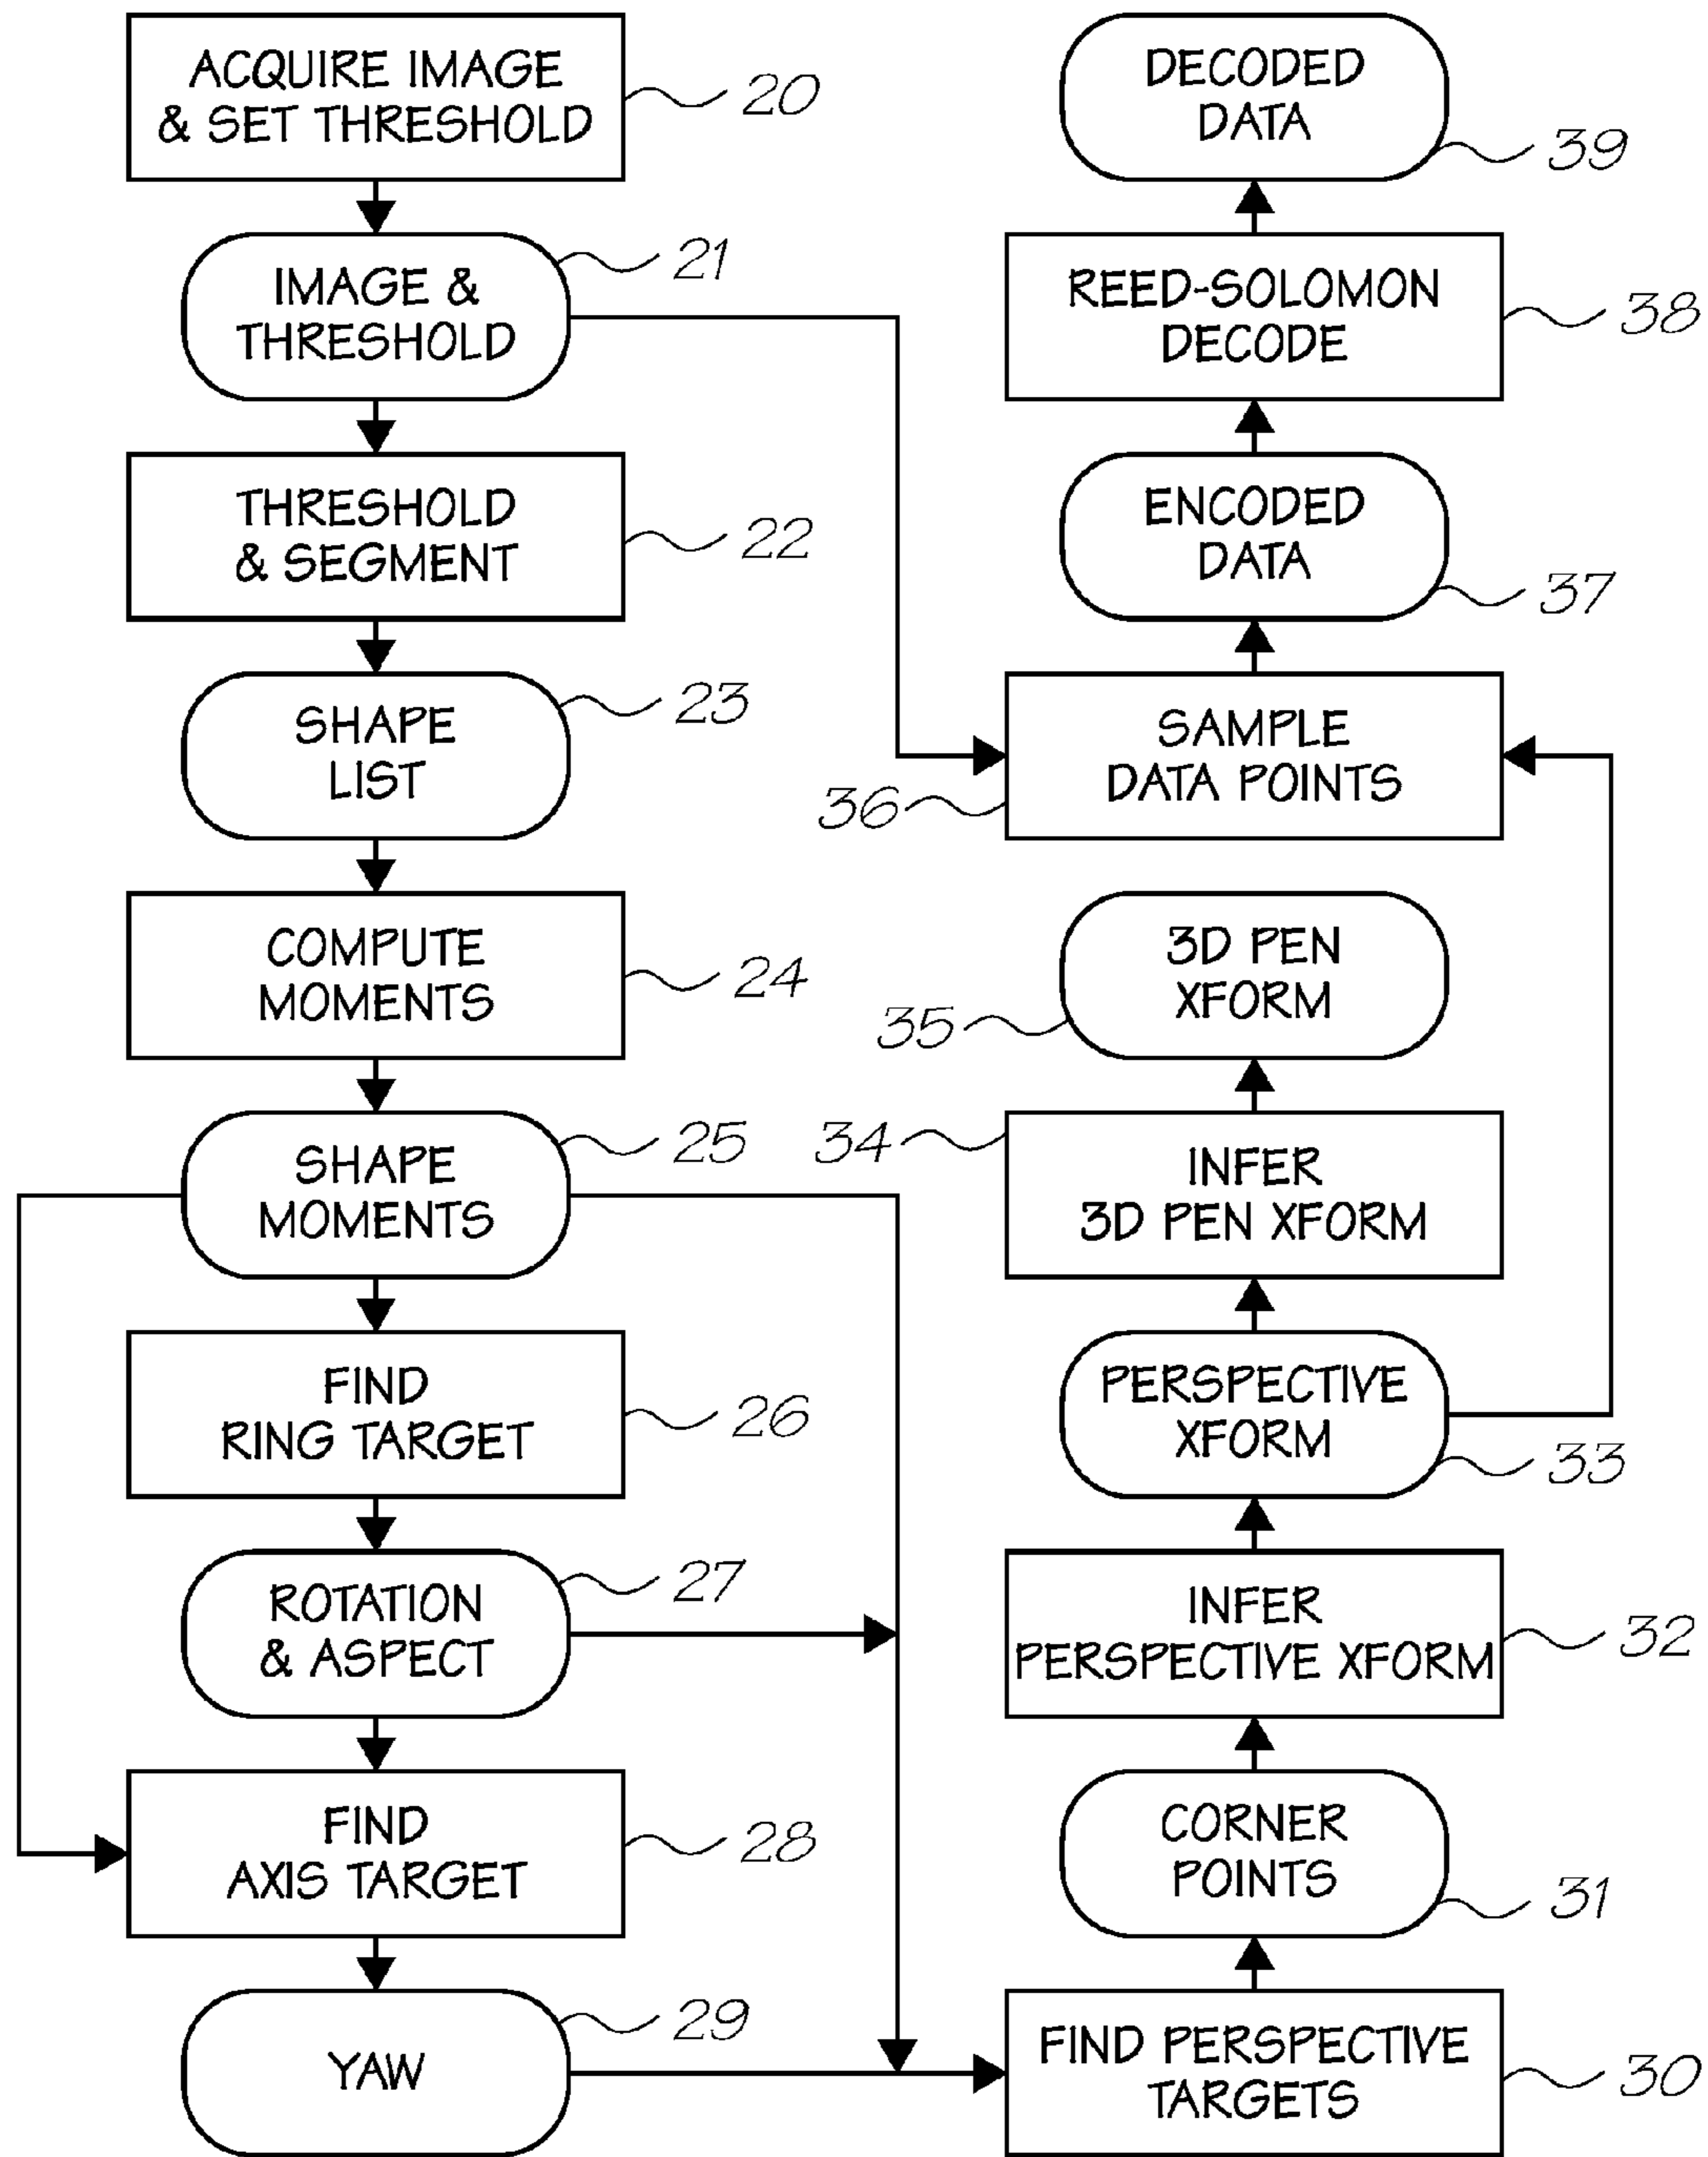 ACQUIRE IMAGE
& SET THRESHOLD
20
IMAGE &
THRESHOLD
21
THRESHOLD
& SEGMENT
22
SHAPE
LIST
23
COMPUTE
MOMENTS
24
SHAPE
MOMENTS
25
FIND
RING TARGET
26
ROTATION
& ASPECT
27
FIND
AXIS TARGET
28
YAW
29
DECODED
DATA
39
REED-SOLOMON
DECODE
38
ENCODED
DATA
37
SAMPLE
DATA POINTS
36
3D PEN
XFORM
35
INFER
3D PEN XFORM
34
PERSPECTIVE
XFORM
33
INFER
PERSPECTIVE XFORM
32
CORNER
POINTS
31
FIND PERSPECTIVE
TARGETS
30